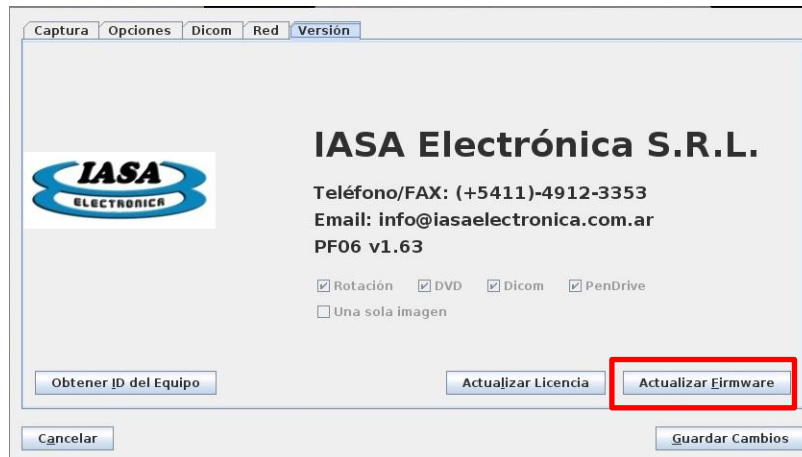 Captura Opciones Dicom Red Versión
IASA
ELECTRONICA
IASA Electrónica S.R.L.
Teléfono/FAX: (+5411)-4912-3353
Email: info@iasaelectronica.com.ar
PF06 v1.63
Rotación DVD Dicom PenDrive
Una sola imagen
Obtener ID del Equipo Actualizar Licencia Actualizar Firmware
Cancelar Guardar Cambios